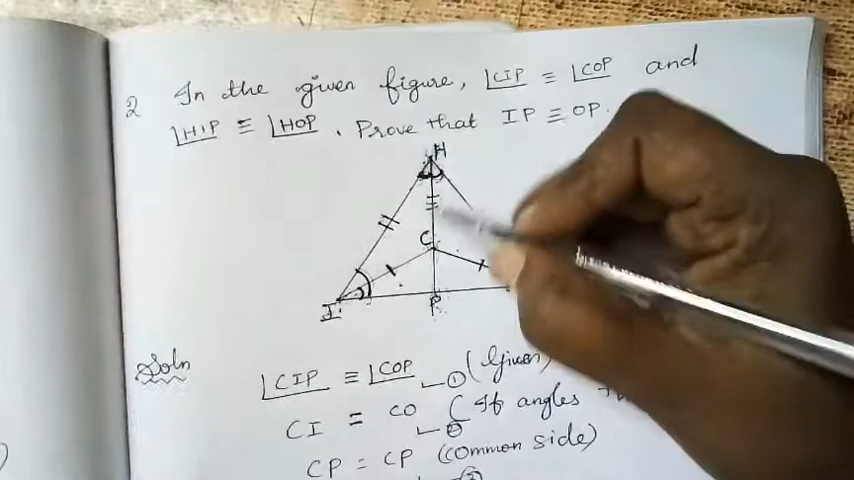 2 In the given figure, ∠CIP ≡ ∠COP and
∠HIP ≡ ∠HOP. Prove that IP ≡ OP.
H
C
I
P
Soln
∠CIP ≡ ∠COP ① (Given)
CI = CO ② (If angles
CP = CP (common side)